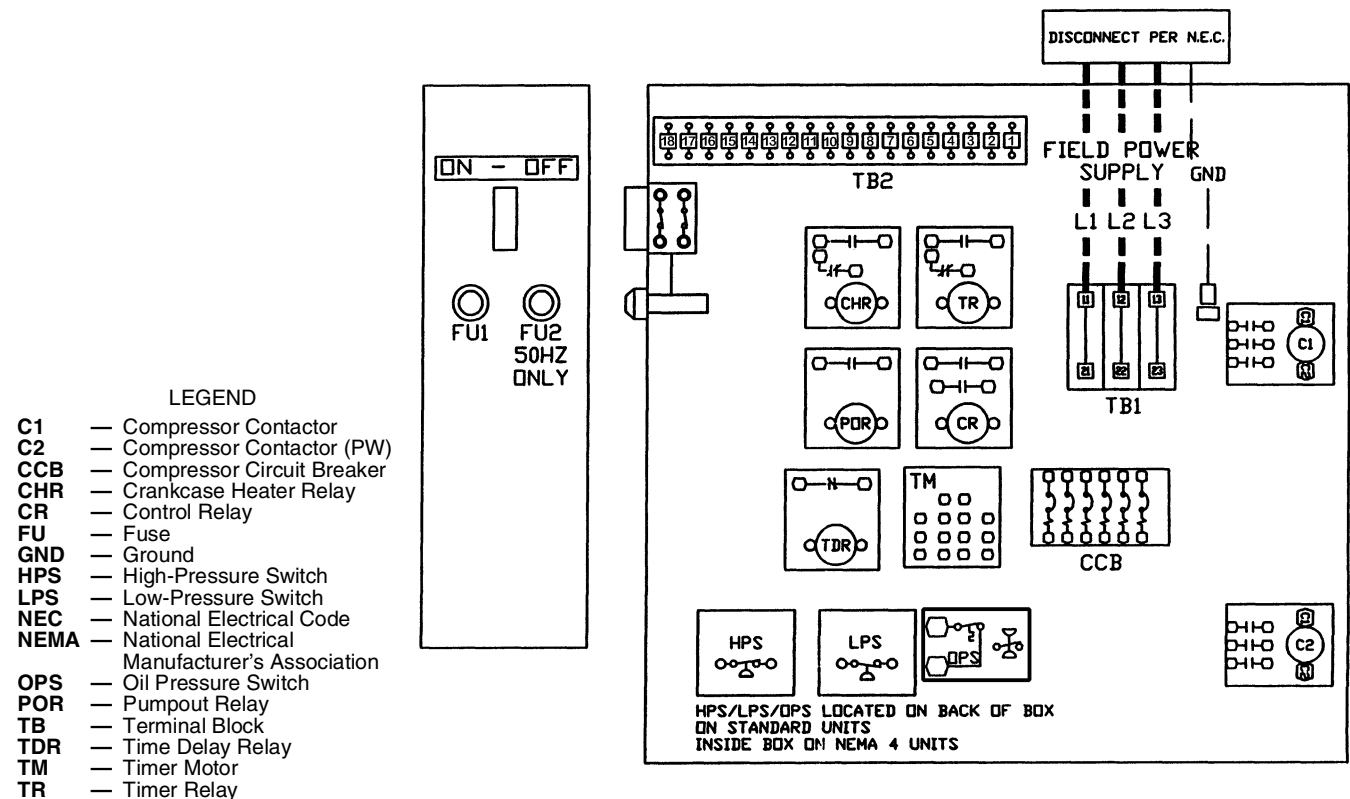 DISCONNECT PER N.E.C.
ON - OFF
18 17 16 15 14 13 12 11 10 9 8 7 6 5 4 3 2 1
TB2
FIELD POWER
SUPPLY
GND
L1 L2 L3
FU1
FU2
50HZ
ONLY
CHR
TR
11 12 13
21 22 23
TB1
C1
POR
CR
TDR
TM
CCB
HPS
LPS
OPS
C2
HPS/LPS/OPS LOCATED ON BACK OF BOX
ON STANDARD UNITS
INSIDE BOX ON NEMA 4 UNITS
LEGEND
C1 — Compressor Contactor
C2 — Compressor Contactor (PW)
CCB — Compressor Circuit Breaker
CHR — Crankcase Heater Relay
CR — Control Relay
FU — Fuse
GND — Ground
HPS — High-Pressure Switch
LPS — Low-Pressure Switch
NEC — National Electrical Code
NEMA — National Electrical
Manufacturer's Association
OPS — Oil Pressure Switch
POR — Pumpout Relay
TB — Terminal Block
TDR — Time Delay Relay
TM — Timer Motor
TR — Timer Relay